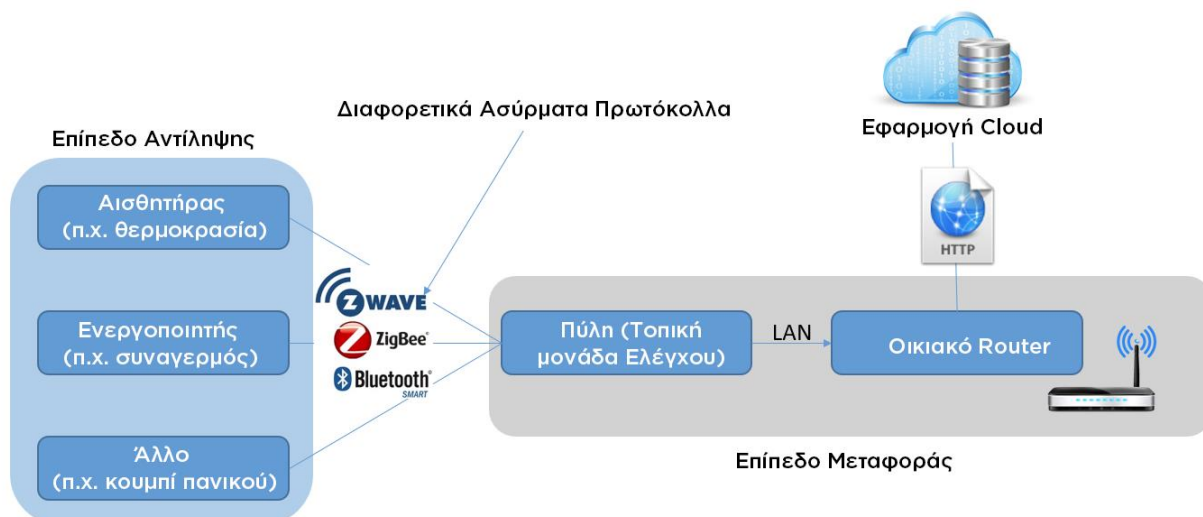 Εφαρμογή Cloud
Διαφορετικά Ασύρματα Πρωτόκολλα
Επίπεδο Αντίληψης
Αισθητήρας
(π.χ. θερμοκρασία)
HTTP
Z WAVE
Ενεργοποιητής
(π.χ. συναγερμός)
ZigBee®
Πύλη (Τοπική
μονάδα Ελέγχου)
LAN
Οικιακό Router
Bluetooth®
SMART
Άλλο
(π.χ. κουμπί πανικού)
Επίπεδο Μεταφοράς